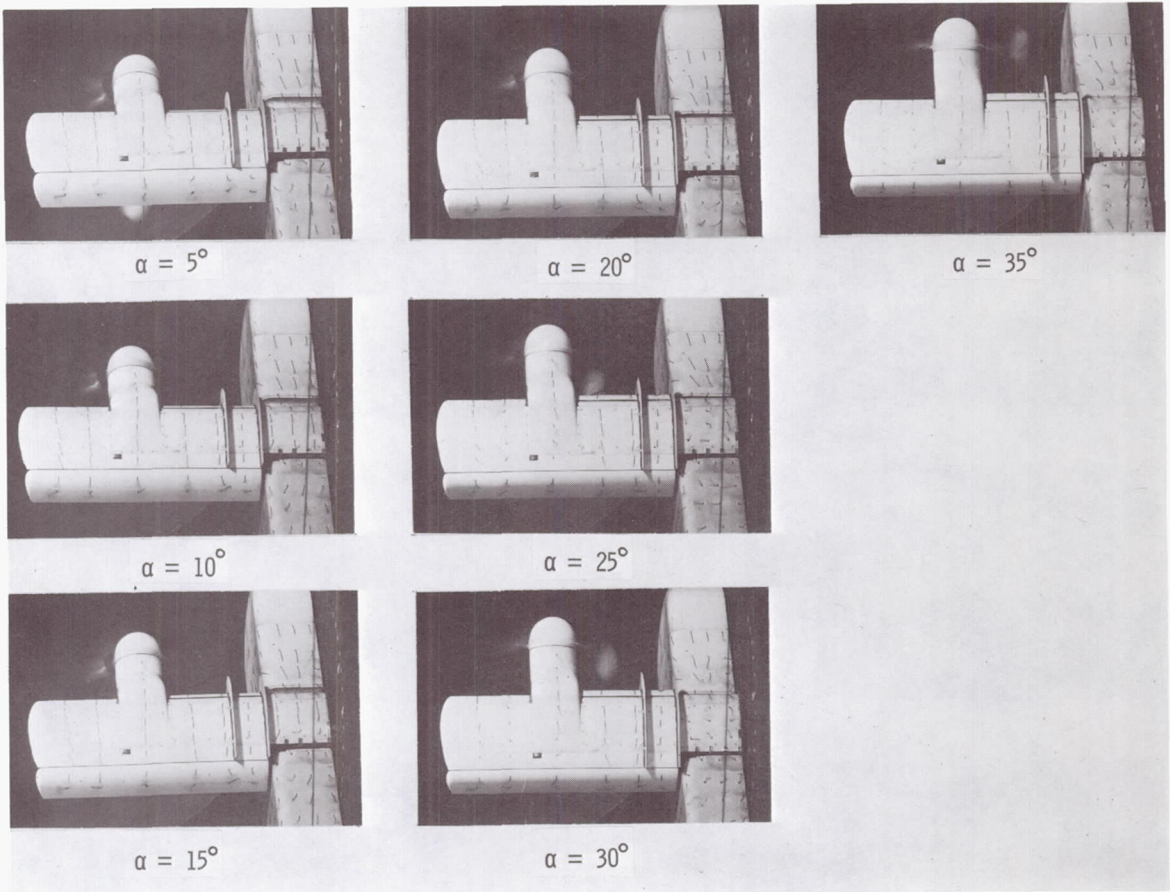 α = 5°
α = 20°
α = 35°
α = 10°
α = 25°
α = 15°
α = 30°